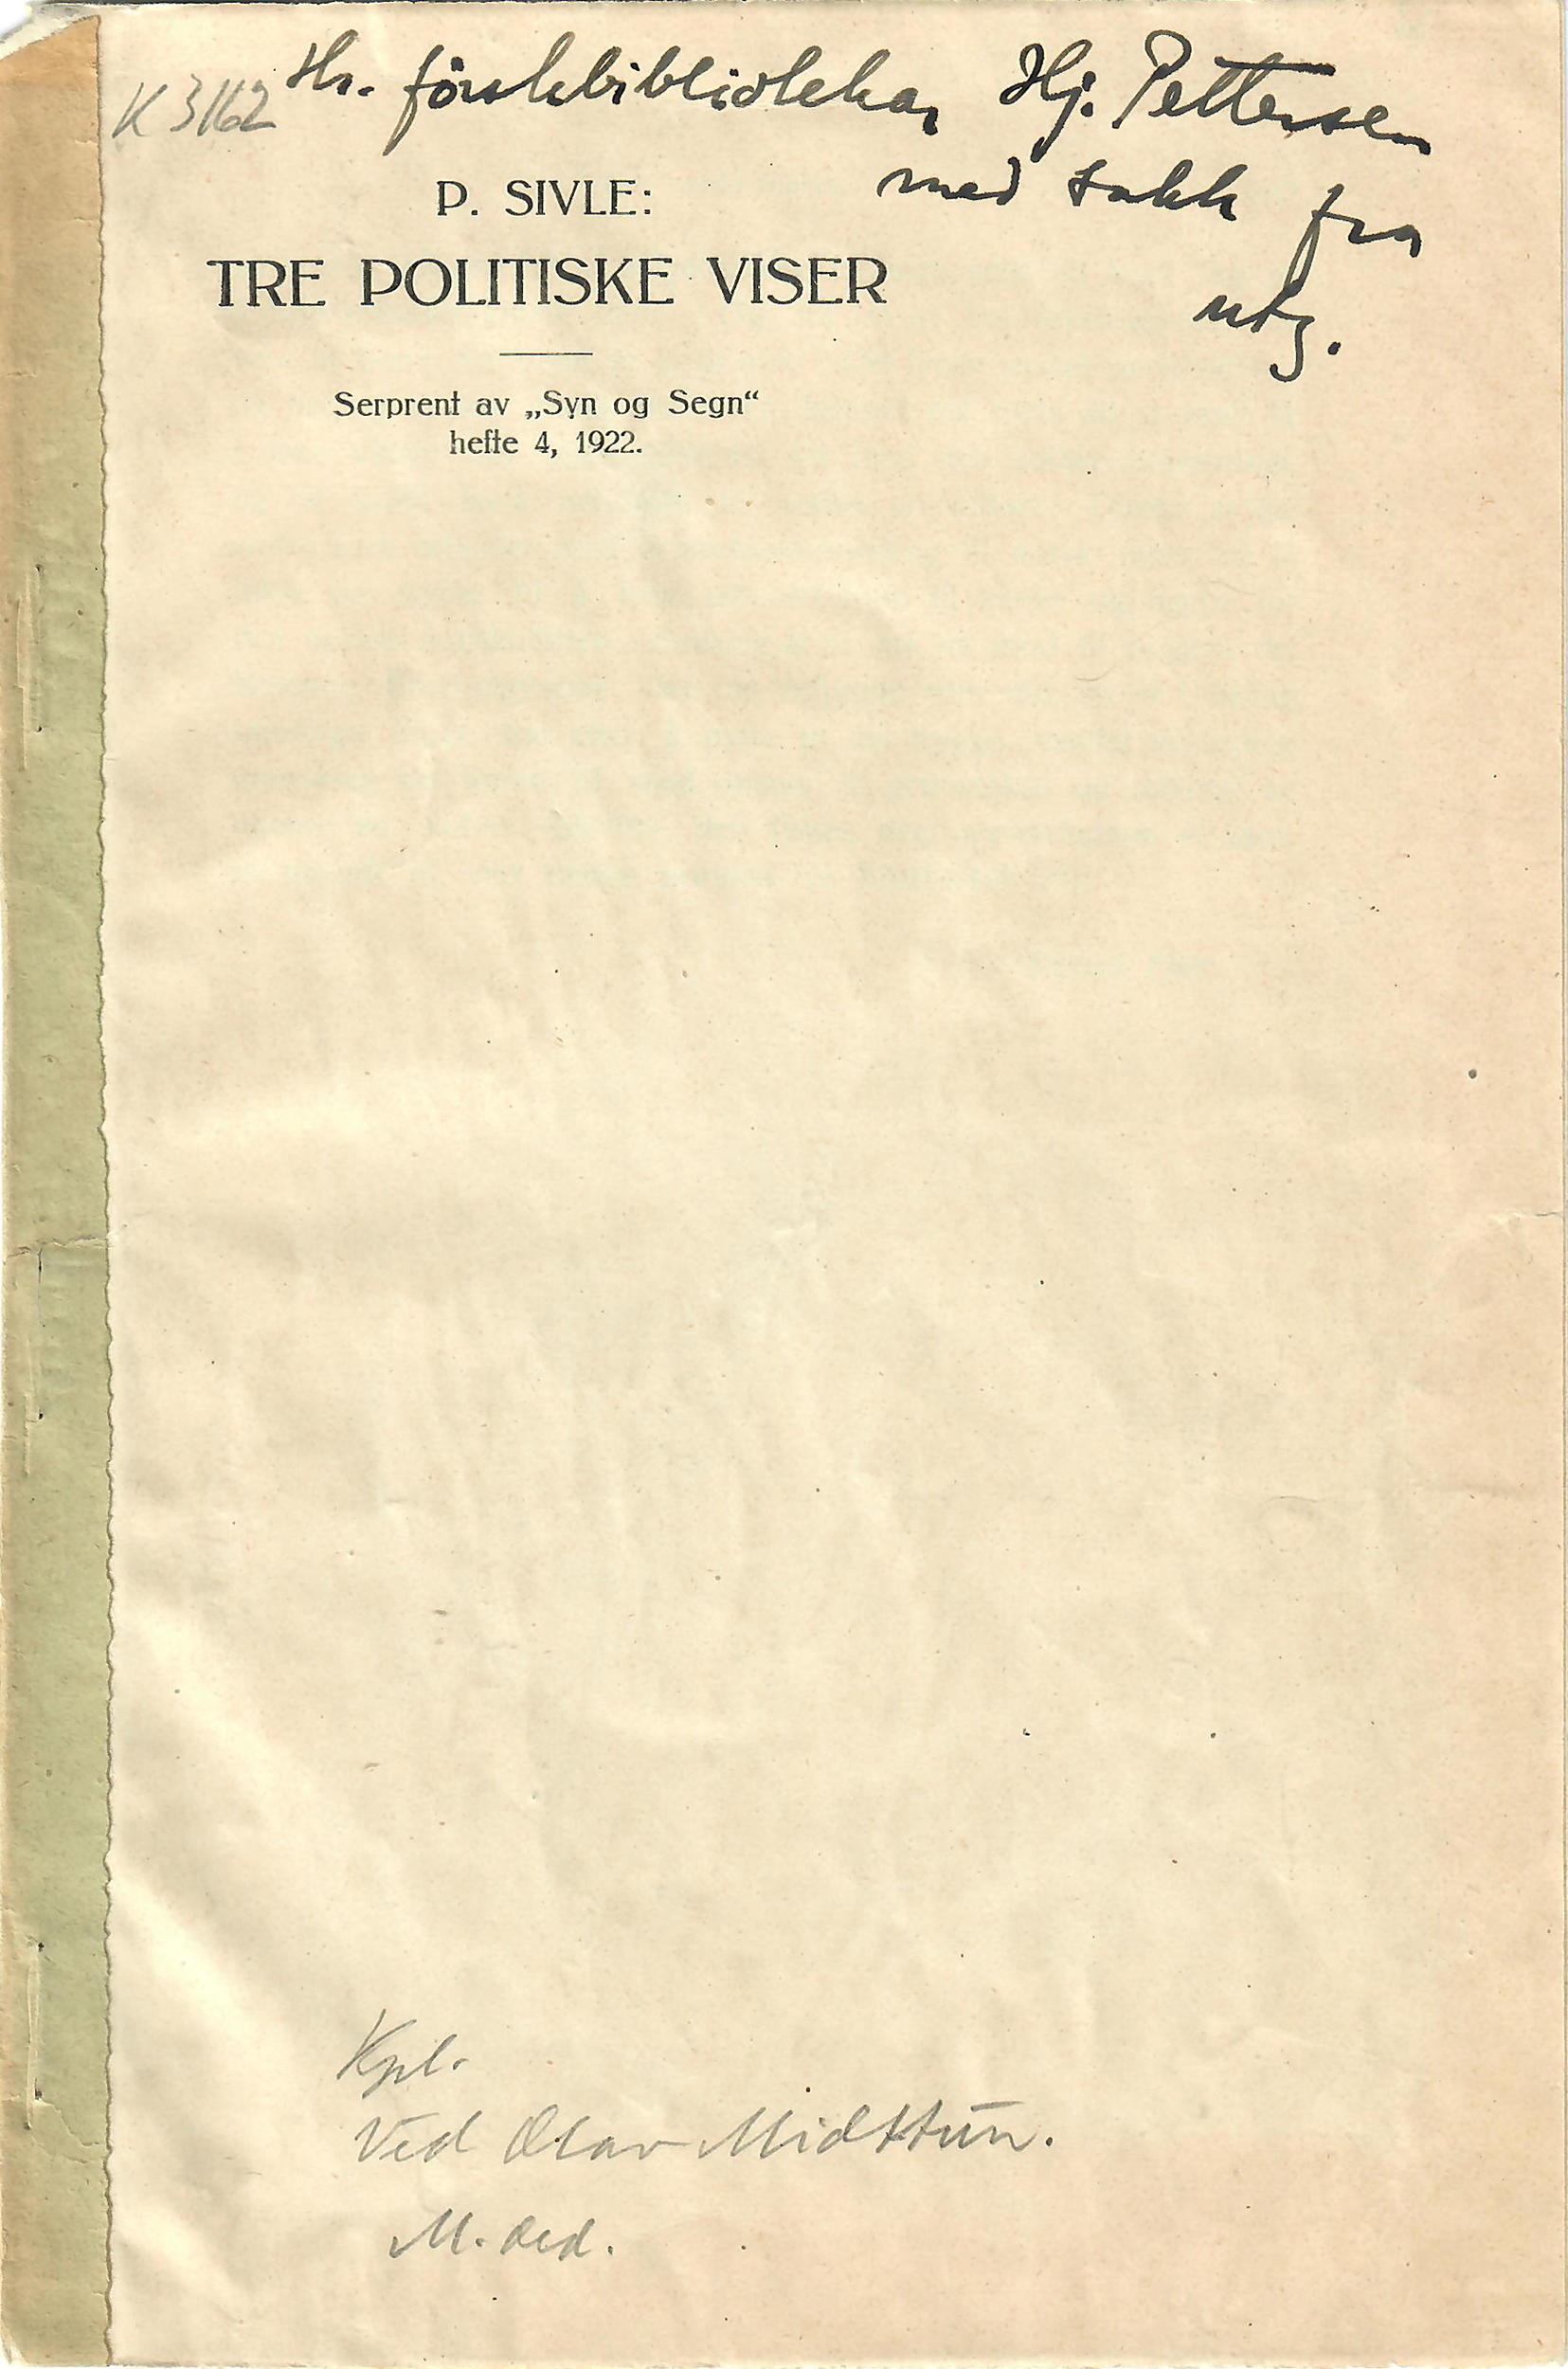 K 3162
Hr. förstebibliotekar Hj. Pettersen
med takk fra
utg.
P. SIVLE:
TRE POLITISKE VISER
Serprent av „Syn og Segn“
hefte 4, 1922.
Kpl.
Ved Olav Midttun.
M. ded.